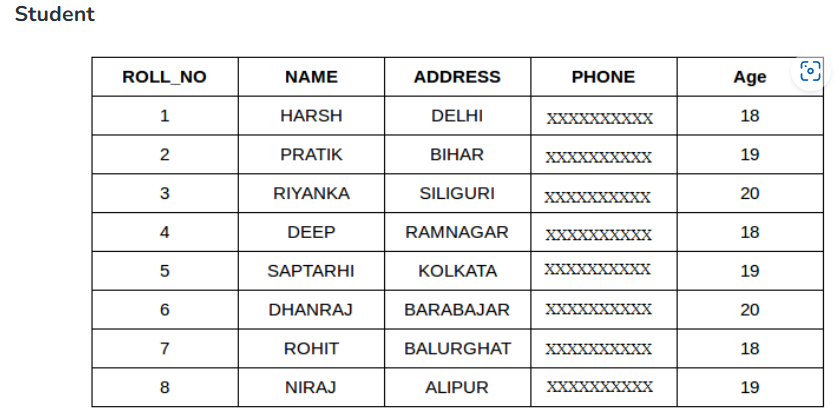 Student
ROLL_NO NAME ADDRESS PHONE Age
1 HARSH DELHI XXXXXXXXXX 18
2 PRATIK BIHAR XXXXXXXXXX 19
3 RIYANKA SILIGURI XXXXXXXXXX 20
4 DEEP RAMNAGAR XXXXXXXXXX 18
5 SAPTARHI KOLKATA XXXXXXXXXX 19
6 DHANRAJ BARABAJAR XXXXXXXXXX 20
7 ROHIT BALURGHAT XXXXXXXXXX 18
8 NIRAJ ALIPUR XXXXXXXXXX 19